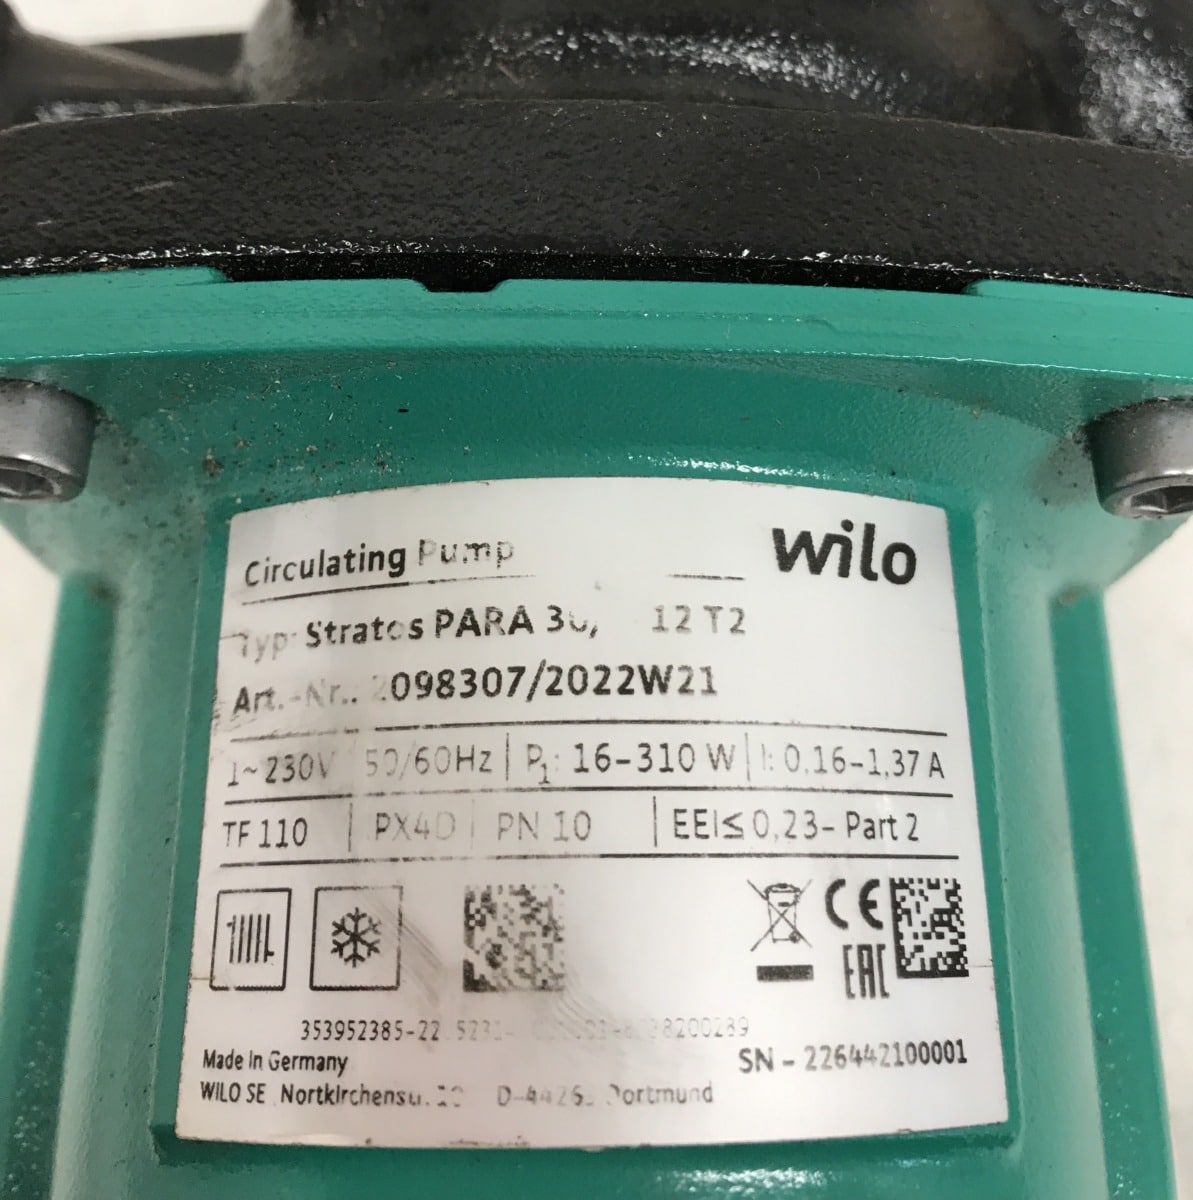 Circulating Pump
wilo
Typ: Stratos PARA 12 T2
Art.-Nr.: 2098307/2022W21
1~230V 50/60Hz P1: 16-310 W I: 0,16-1,37 A
TF 110 PN 10 EEI≤ 0,23- Part 2
CE
EAC
Made In Germany
SN - 226442100001
WILO SE Dortmund